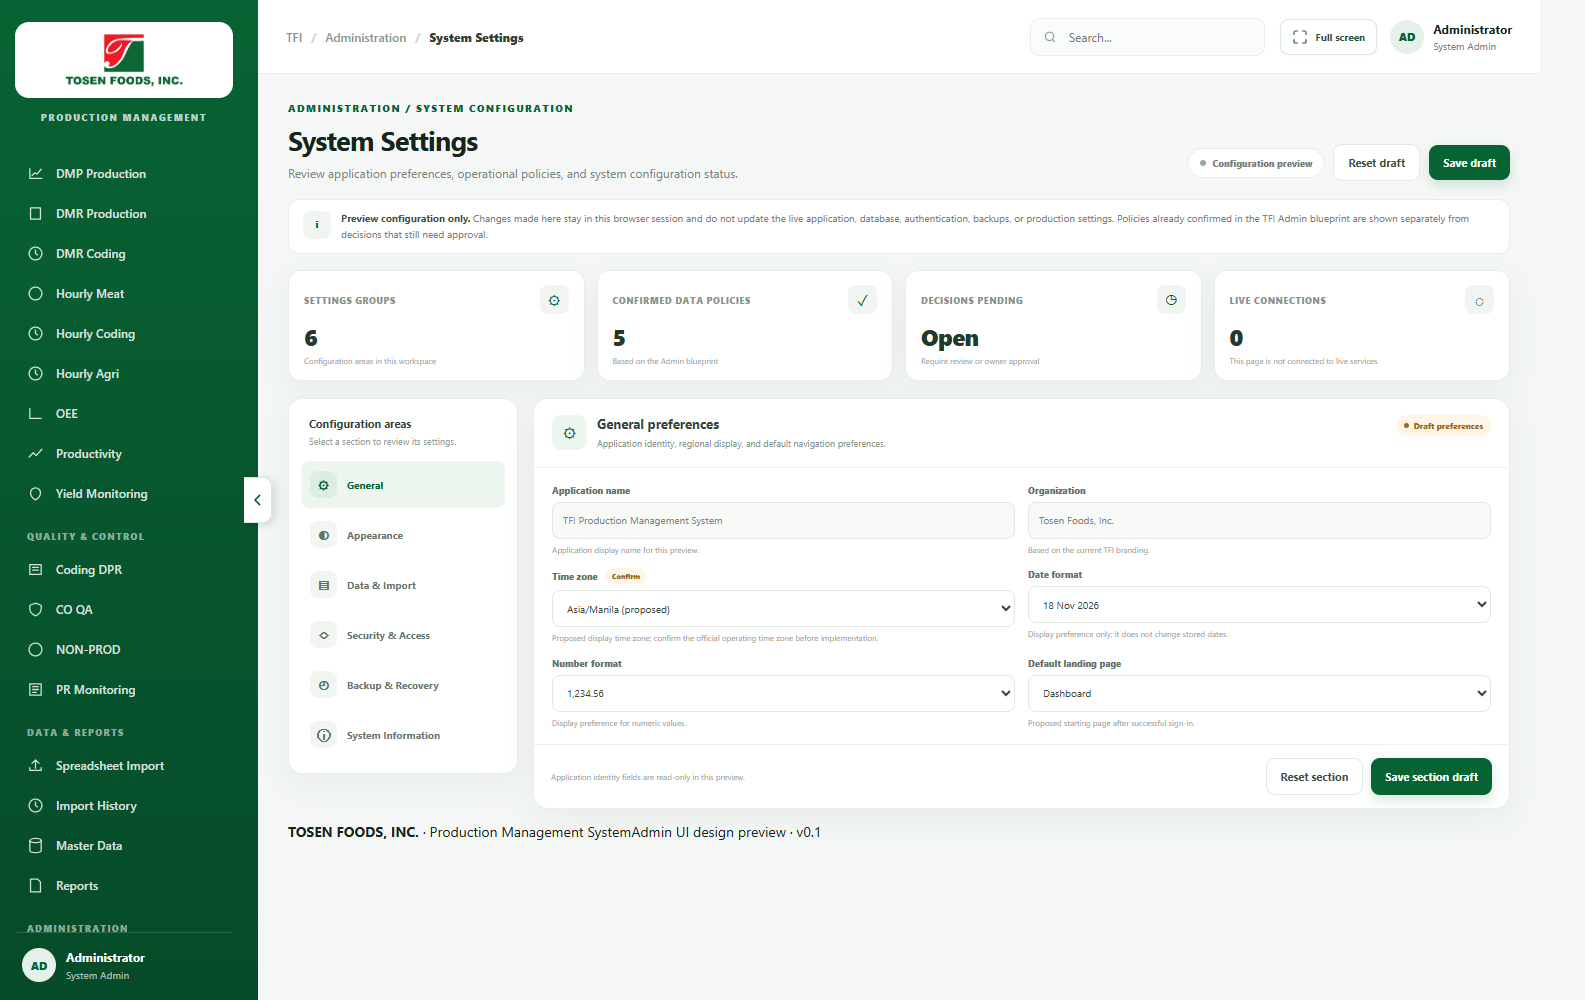 TOSEN FOODS, INC.
PRODUCTION MANAGEMENT
DMP Production
DMR Production
DMR Coding
Hourly Meat
Hourly Coding
Hourly Agri
OEE
Productivity
Yield Monitoring
QUALITY & CONTROL
Coding DPR
CO QA
NON-PROD
PR Monitoring
DATA & REPORTS
Spreadsheet Import
Import History
Master Data
Reports
ADMINISTRATION
AD
Administrator
System Admin
TFI / Administration / System Settings
Search...
Full screen
AD
Administrator
System Admin
ADMINISTRATION / SYSTEM CONFIGURATION
System Settings
Review application preferences, operational policies, and system configuration status.
Configuration preview
Reset draft
Save draft
i
Preview configuration only. Changes made here stay in this browser session and do not update the live application, database, authentication, backups, or production settings. Policies already confirmed in the TFI Admin blueprint are shown separately from
decisions that still need approval.
SETTINGS GROUPS
6
Configuration areas in this workspace
CONFIRMED DATA POLICIES
5
Based on the Admin blueprint
DECISIONS PENDING
Open
Require review or owner approval
LIVE CONNECTIONS
0
This page is not connected to live services
Configuration areas
Select a section to review its settings.
General
Appearance
Data & Import
Security & Access
Backup & Recovery
System Information
General preferences
Application identity, regional display, and default navigation preferences.
Draft preferences
Application name
TFI Production Management System
Application display name for this preview.
Organization
Tosen Foods, Inc.
Based on the current TFI branding.
Time zone
Confirm
Asia/Manila (proposed)
Proposed display time zone; confirm the official operating time zone before implementation.
Date format
18 Nov 2026
Display preference only; it does not change stored dates.
Number format
1,234.56
Display preference for numeric values.
Default landing page
Dashboard
Proposed starting page after successful sign-in.
Application identity fields are read-only in this preview.
Reset section
Save section draft
TOSEN FOODS, INC. · Production Management SystemAdmin UI design preview · v0.1